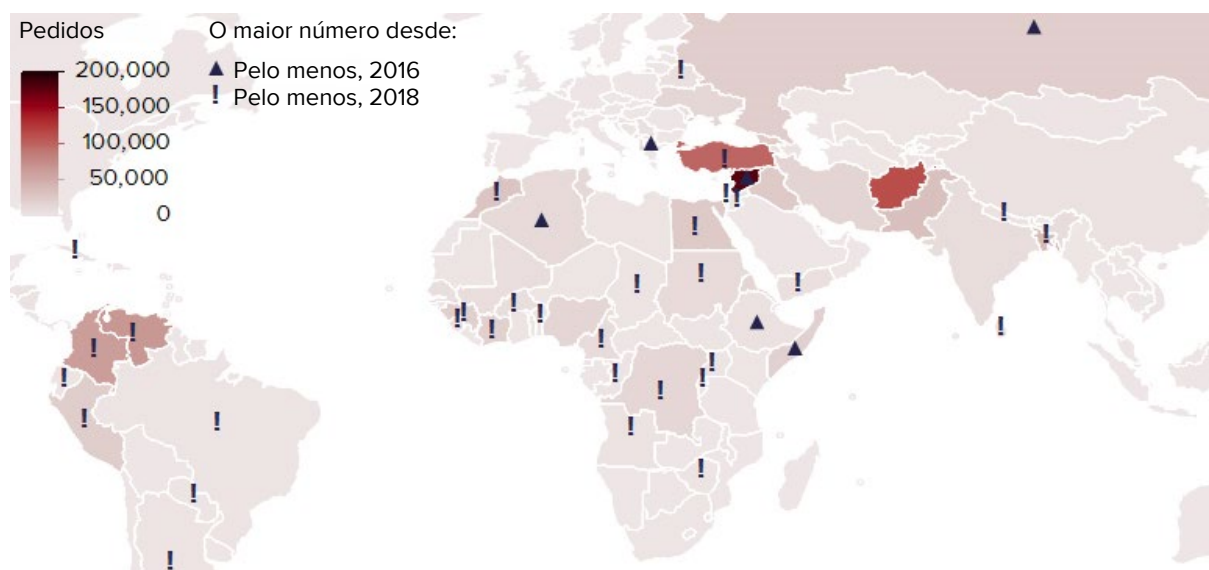 Pedidos
200,000
150,000
100,000
50,000
0
O maior número desde:
▲ Pelo menos, 2016
! Pelo menos, 2018